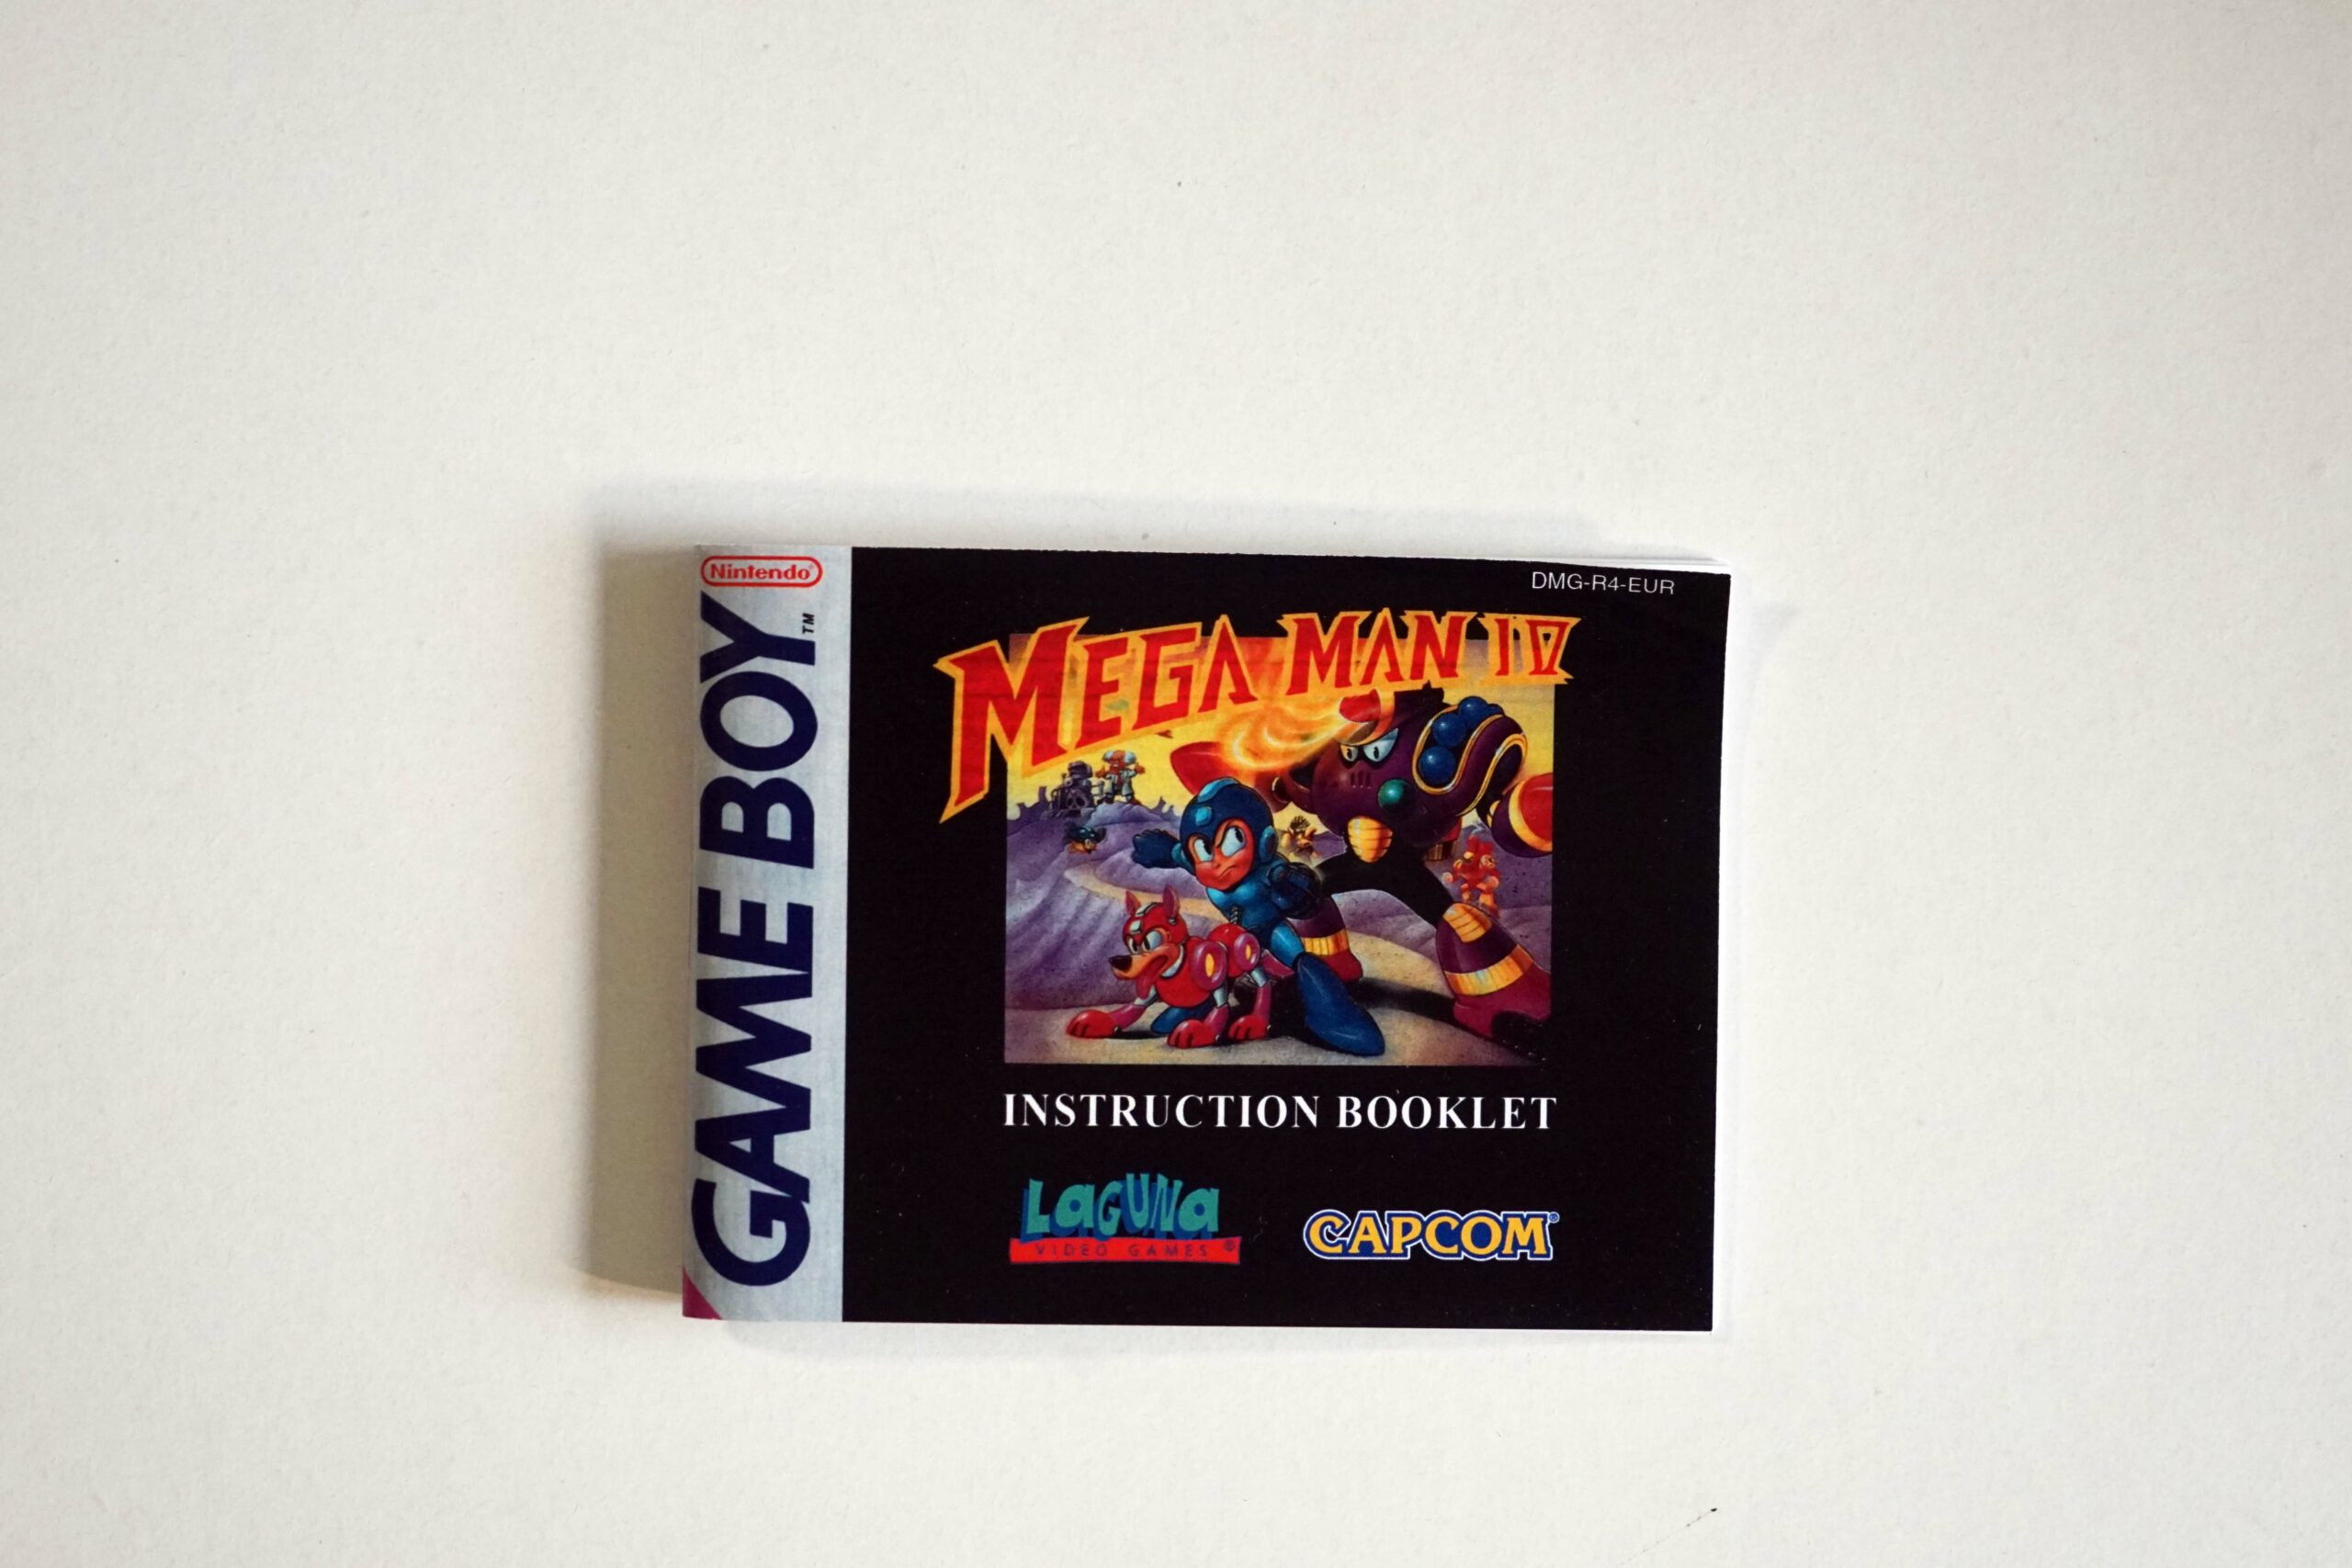 Nintendo®
GAME BOY™
DMG-R4-EUR
MEGA MAN IV
INSTRUCTION BOOKLET
LAGUNA
VIDEO GAMES ®
CAPCOM®